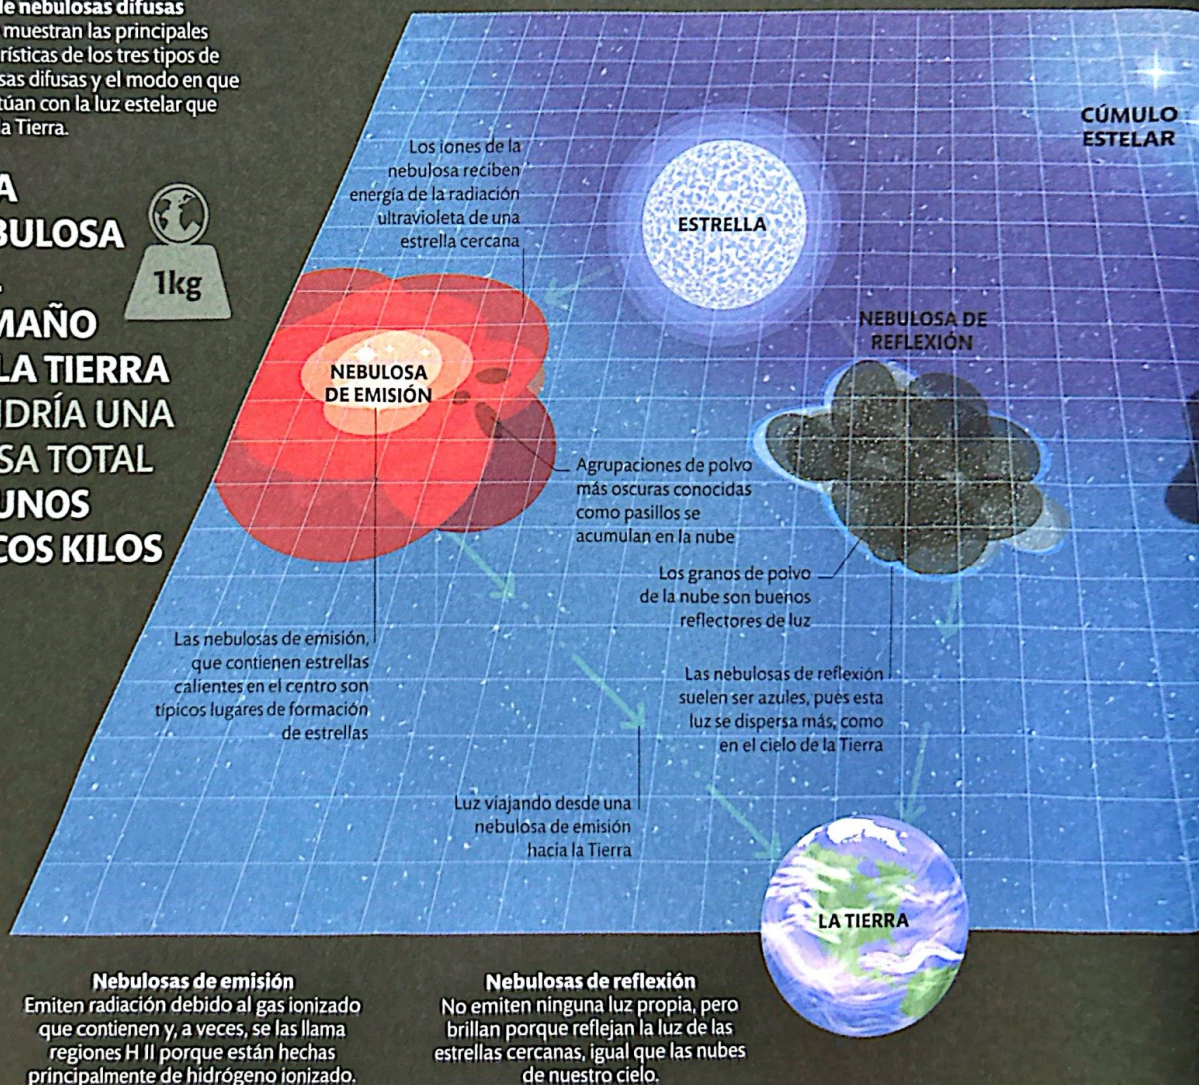 de nebulosas difusas
muestran las principales
rísticas de los tres tipos de
sas difusas y el modo en que
túan con la luz estelar que
la Tierra.
A
BULOSA
MAÑO
LA TIERRA
NDRÍA UNA
SA TOTAL
UNOS
COS KILOS
1kg
CÚMULO
ESTELAR
Los iones de la
nebulosa reciben
energía de la radiación
ultravioleta de una
estrella cercana
ESTRELLA
NEBULOSA DE
REFLEXIÓN
NEBULOSA
DE EMISIÓN
Agrupaciones de polvo
más oscuras conocidas
como pasillos se
acumulan en la nube
Los granos de polvo
de la nube son buenos
reflectores de luz
Las nebulosas de emisión,
que contienen estrellas
calientes en el centro son
típicos lugares de formación
de estrellas
Las nebulosas de reflexión
suelen ser azules, pues esta
luz se dispersa más, como
en el cielo de la Tierra
Luz viajando desde una
nebulosa de emisión
hacia la Tierra
LA TIERRA
Nebulosas de emisión
Emiten radiación debido al gas ionizado
que contienen y, a veces, se las llama
regiones H II porque están hechas
principalmente de hidrógeno ionizado.
Nebulosas de reflexión
No emiten ninguna luz propia, pero
brillan porque reflejan la luz de las
estrellas cercanas, igual que las nubes
de nuestro cielo.